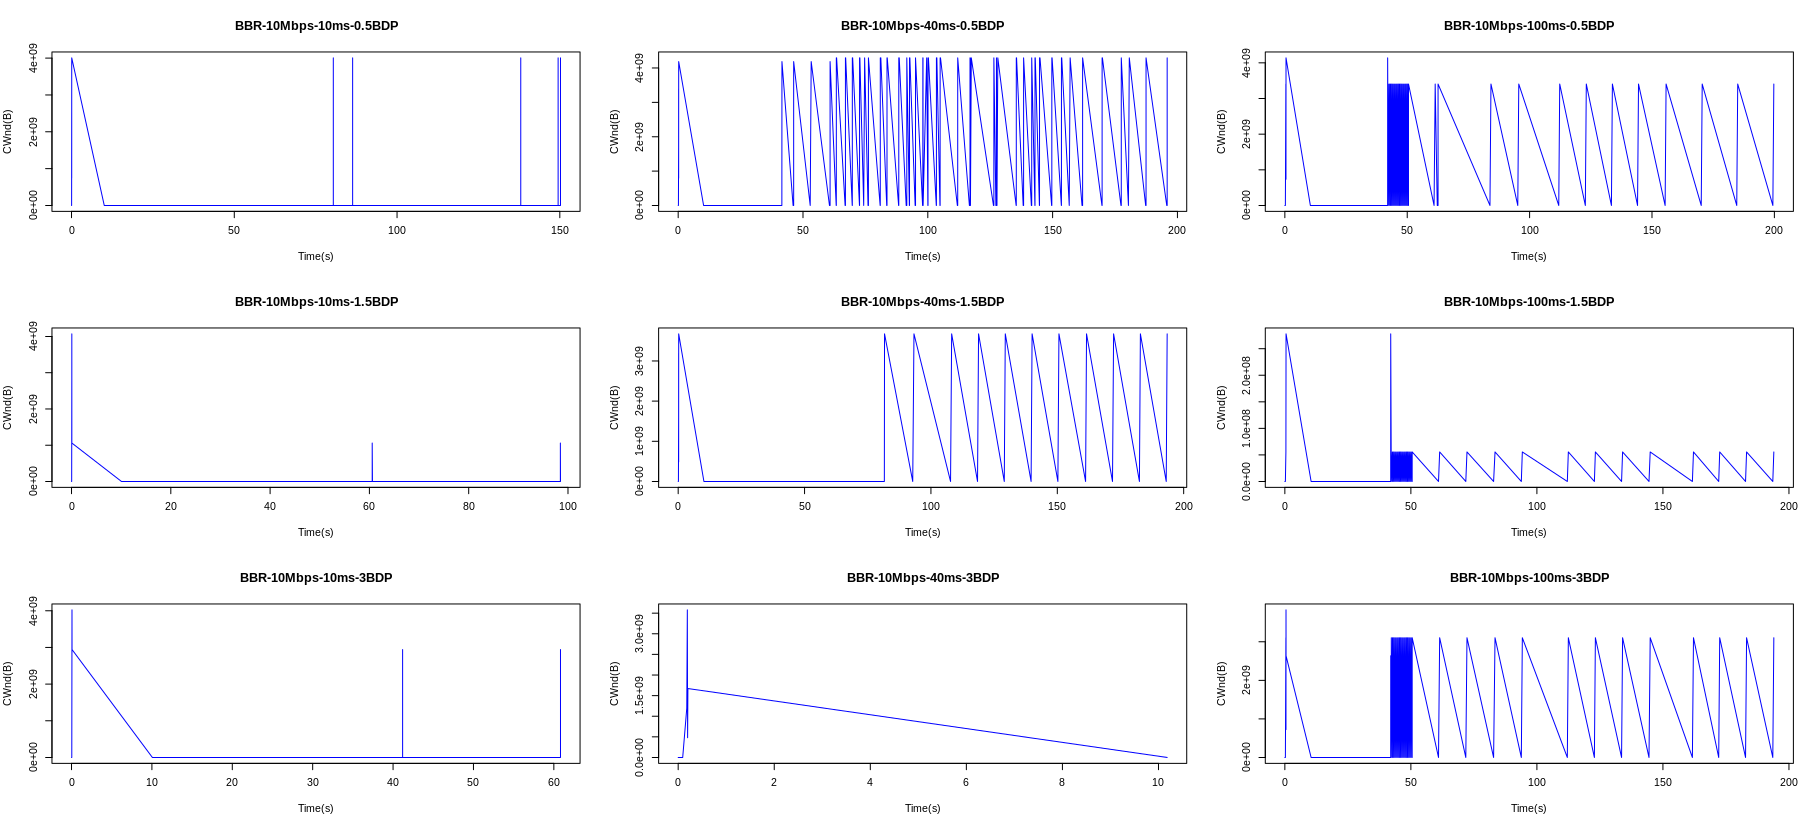 BBR-10Mbps-10ms-0.5BDP
CWnd(B)
0e+00 2e+09 4e+09
0 50 100 150
Time(s)
BBR-10Mbps-40ms-0.5BDP
CWnd(B)
0e+00 2e+09 4e+09
0 50 100 150 200
Time(s)
BBR-10Mbps-100ms-0.5BDP
CWnd(B)
0e+00 2e+09 4e+09
0 50 100 150 200
Time(s)
BBR-10Mbps-10ms-1.5BDP
CWnd(B)
0e+00 2e+09 4e+09
0 20 40 60 80 100
Time(s)
BBR-10Mbps-40ms-1.5BDP
CWnd(B)
0e+00 1e+09 2e+09 3e+09
0 50 100 150 200
Time(s)
BBR-10Mbps-100ms-1.5BDP
CWnd(B)
0.0e+00 1.0e+08 2.0e+08
0 50 100 150 200
Time(s)
BBR-10Mbps-10ms-3BDP
CWnd(B)
0e+00 2e+09 4e+09
0 10 20 30 40 50 60
Time(s)
BBR-10Mbps-40ms-3BDP
CWnd(B)
0.0e+00 1.5e+09 3.0e+09
0 2 4 6 8 10
Time(s)
BBR-10Mbps-100ms-3BDP
CWnd(B)
0e+00 2e+09
0 50 100 150 200
Time(s)